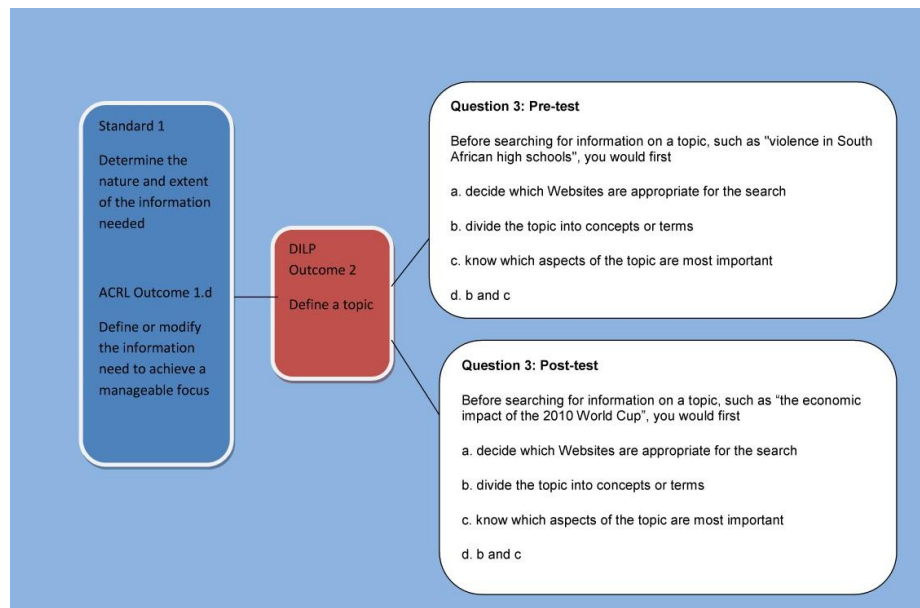 Standard 1
Determine the
nature and extent
of the information
needed
ACRL Outcome 1.d
Define or modify
the information
need to achieve a
manageable focus
DILP
Outcome 2
Define a topic
Question 3: Pre-test
Before searching for information on a topic, such as "violence in South
African high schools", you would first
a. decide which Websites are appropriate for the search
b. divide the topic into concepts or terms
c. know which aspects of the topic are most important
d. b and c
Question 3: Post-test
Before searching for information on a topic, such as “the economic
impact of the 2010 World Cup”, you would first
a. decide which Websites are appropriate for the search
b. divide the topic into concepts or terms
c. know which aspects of the topic are most important
d. b and c